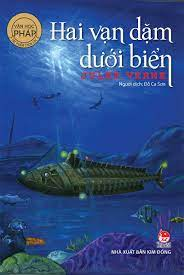 VĂN HỌC
PHÁP
Hai vạn dặm
dưới biển
JULES VERNE
Người dịch: Đỗ Ca Sơn
NHÀ XUẤT BẢN KIM ĐỒNG